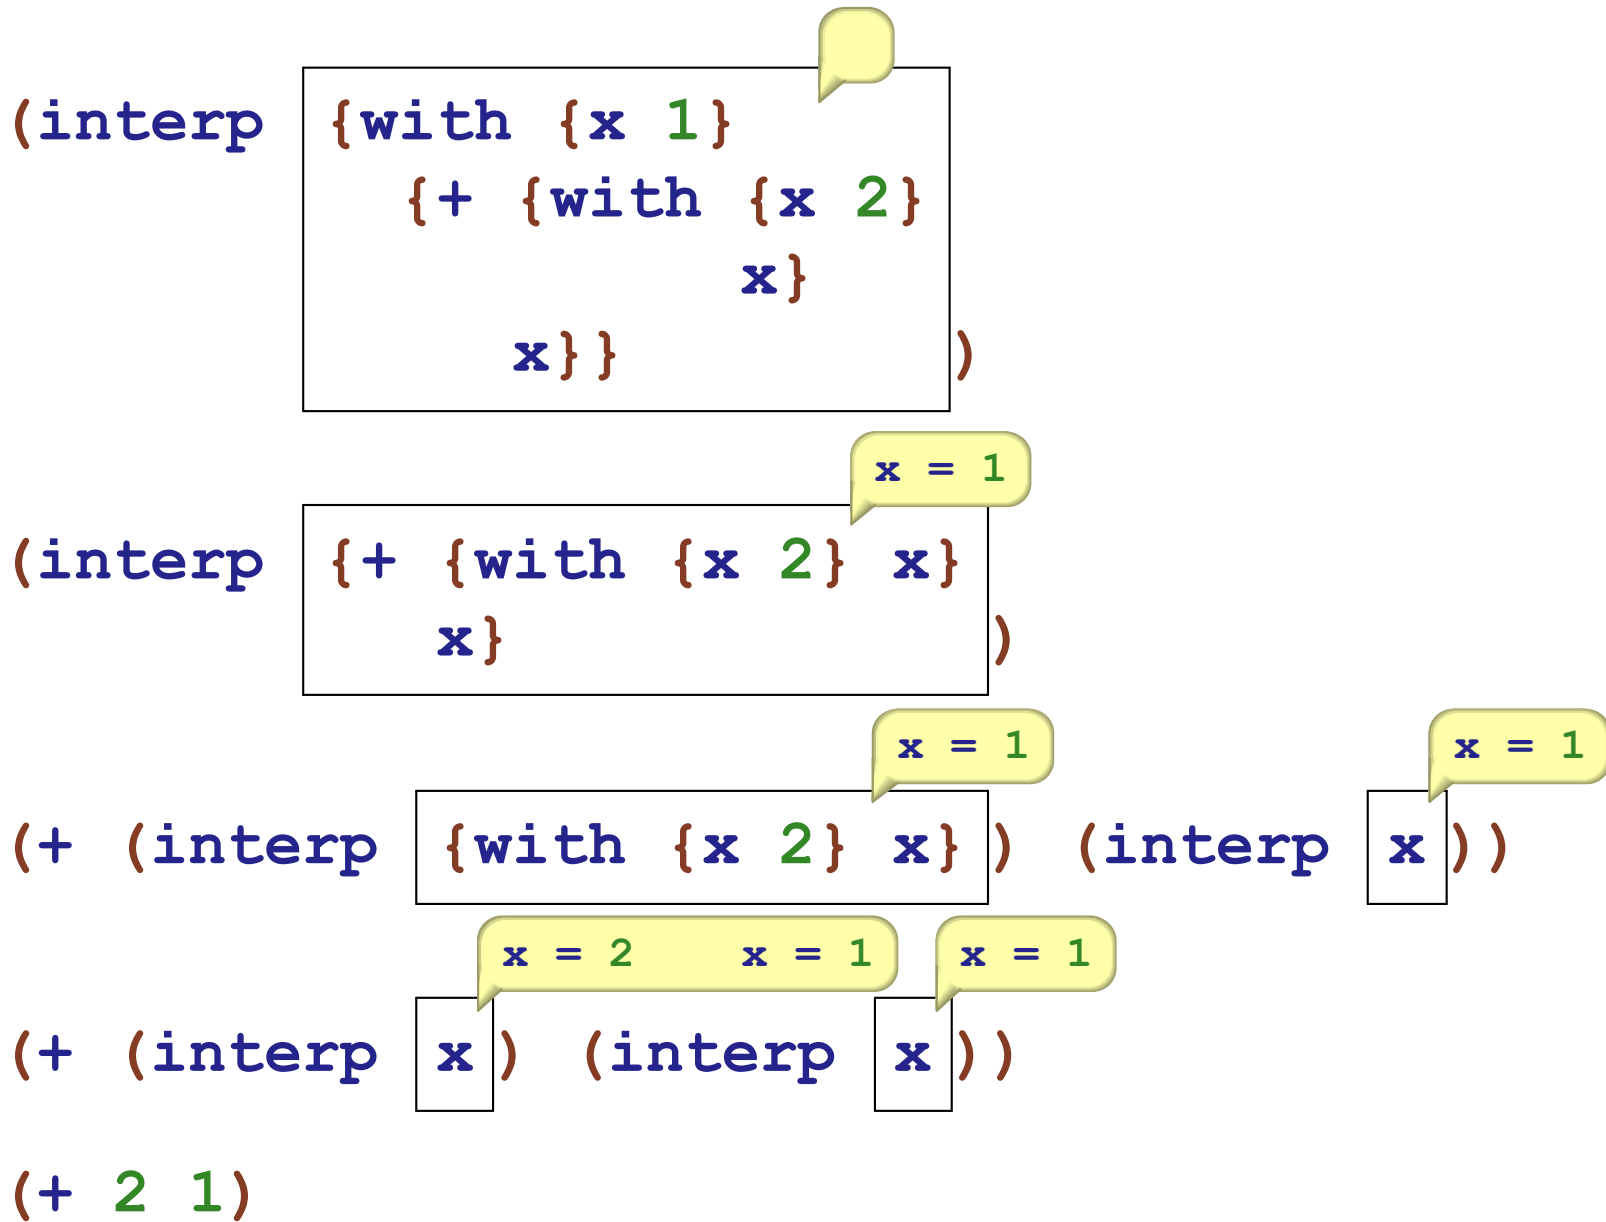 (interp {with {x 1}
{+ {with {x 2}
x}
x}} )
x = 1
(interp {+ {with {x 2} x}
x} )
x = 1 x = 1
(+ (interp {with {x 2} x}) (interp x))
x = 2 x = 1 x = 1
(+ (interp x) (interp x))
(+ 2 1)